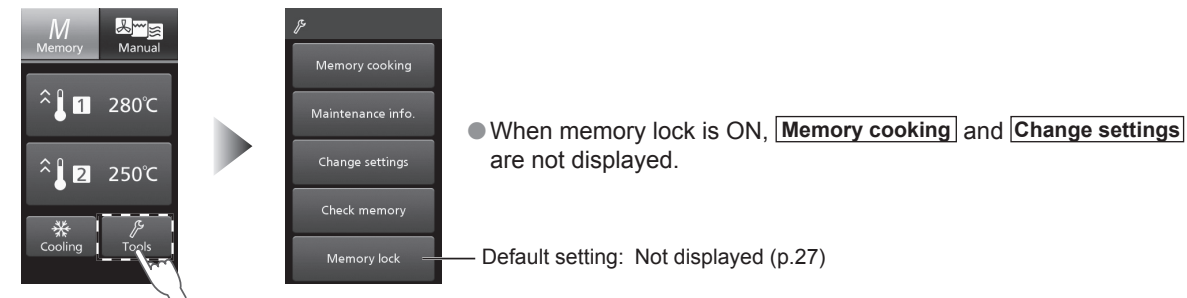 M
Memory
Manual
1 280℃
2 250℃
Cooling
Tools
Memory cooking
Maintenance info.
Change settings
Check memory
Memory lock
●When memory lock is ON, Memory cooking and Change settings
are not displayed.
Default setting: Not displayed (p.27)